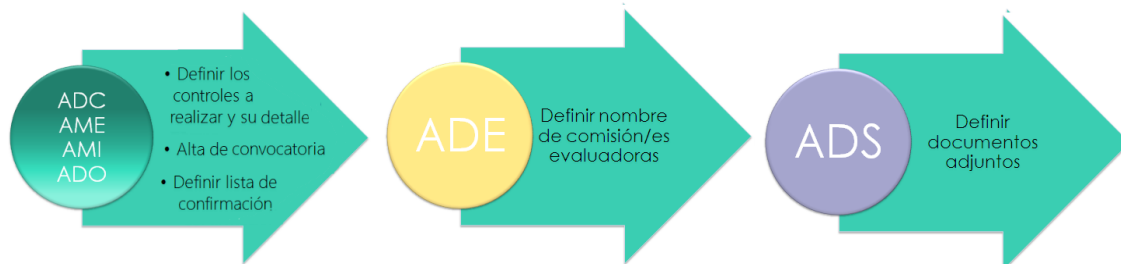 ADC
AME
AMI
ADO
• Definir los
controles a
realizar y su detalle
• Alta de convocatoria
• Definir lista de
confirmación
ADE
Definir nombre
de comisión/es
evaluadoras
ADS
Definir
documentos
adjuntos